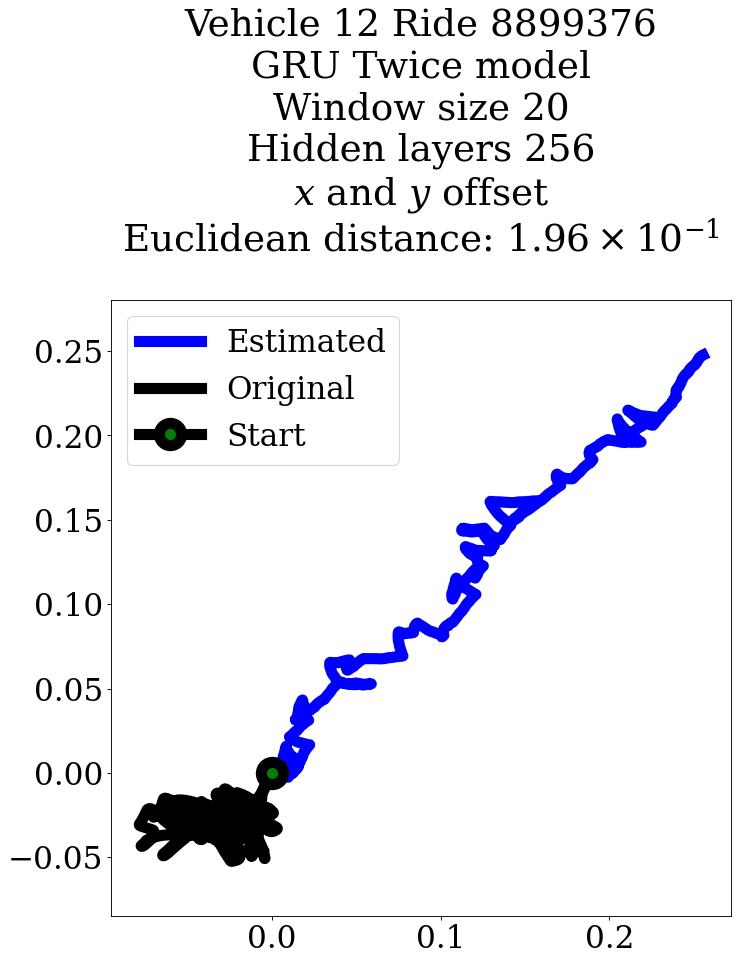 Vehicle 12 Ride 8899376
GRU Twice model
Window size 20
Hidden layers 256
x and y offset
Euclidean distance: 1.96 × 10⁻¹
Estimated
Original
Start
0.25
0.20
0.15
0.10
0.05
0.00
−0.05
0.0 0.1 0.2